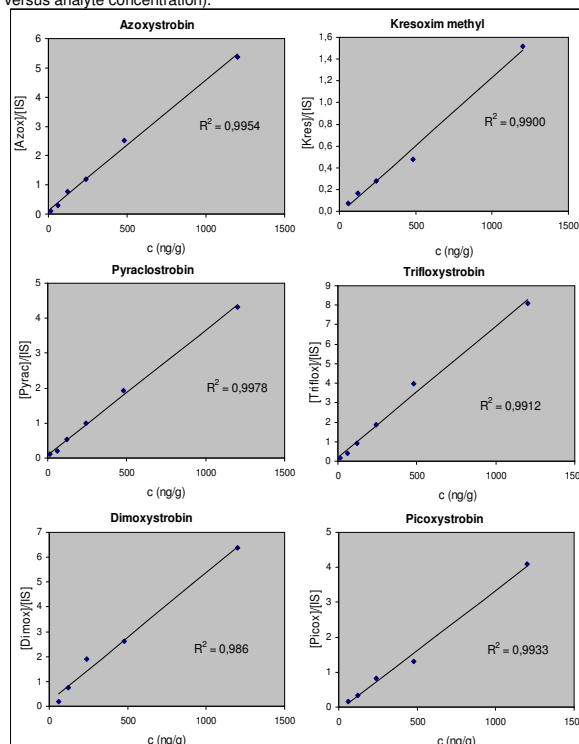 versus analyte concentration).
Azoxystrobin
[Azox]/[IS]
6
5
4
3
2
1
0
R² = 0,9954
0 500 1000 1500
c (ng/g)
Kresoxim methyl
[Kres]/[IS]
1,6
1,4
1,2
1,0
0,8
0,6
0,4
0,2
0,0
R² = 0,9900
0 500 1000 1500
c (ng/g)
Pyraclostrobin
[Pyrac]/[IS]
5
4
3
2
1
0
R² = 0,9978
0 500 1000 1500
c (ng/g)
Trifloxystrobin
[Triflox]/[IS]
9
8
7
6
5
4
3
2
1
0
R² = 0,9912
0 500 1000 1500
c (ng/g)
Dimoxystrobin
[Dimox]/[IS]
7
6
5
4
3
2
1
0
R² = 0,986
0 500 1000 1500
c (ng/g)
Picoxystrobin
[Picox]/[IS]
5
4
3
2
1
0
R² = 0,9933
0 500 1000 1500
c (ng/g)